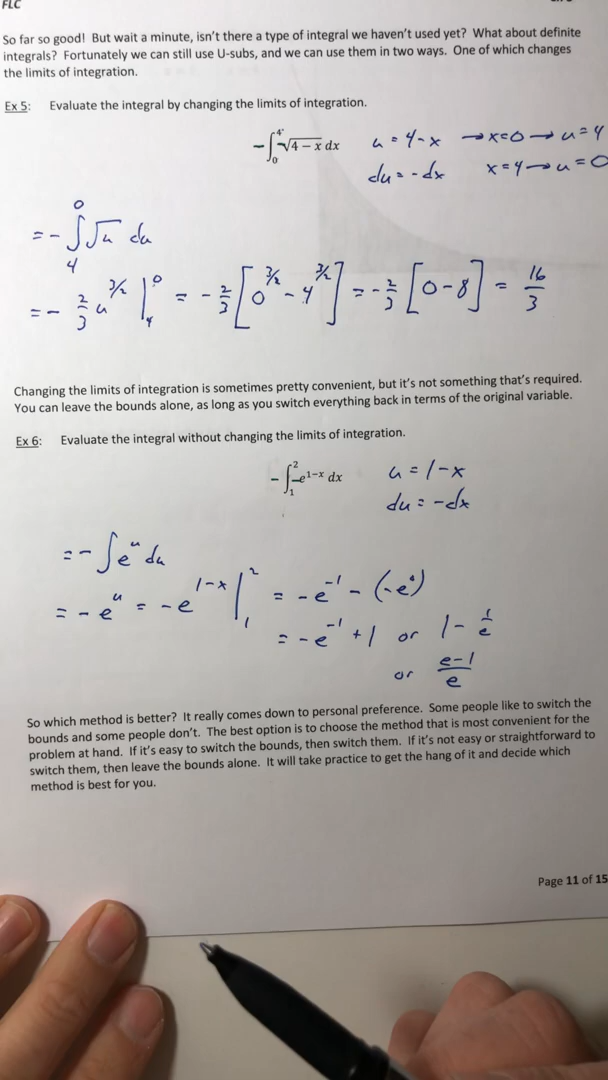 FLC
So far so good! But wait a minute, isn't there a type of integral we haven't used yet? What about definite
integrals? Fortunately we can still use U-subs, and we can use them in two ways. One of which changes
the limits of integration.
Ex 5: Evaluate the integral by changing the limits of integration.
-∫₀⁴ -√(4 – x) dx u = 4-x → x=0 → u=4
du = -dx x=4 → u=0
= - ∫₄⁰ √u du
= - 2/3 u^(3/2) |₄⁰ = - 2/3 [0^(3/2) - 4^(3/2)] = - 2/3 [0-8] = 16/3
Changing the limits of integration is sometimes pretty convenient, but it's not something that's required.
You can leave the bounds alone, as long as you switch everything back in terms of the original variable.
Ex 6: Evaluate the integral without changing the limits of integration.
- ∫₁² -e^(1-x) dx u = 1-x
du = -dx
= - ∫ e^u du
= - e^u = - e^(1-x) |₁² = - e^(-1) - (-e^0)
= - e^(-1) + 1 or 1 - 1/e
or (e-1)/e
So which method is better? It really comes down to personal preference. Some people like to switch the
bounds and some people don't. The best option is to choose the method that is most convenient for the
problem at hand. If it's easy to switch the bounds, then switch them. If it's not easy or straightforward to
switch them, then leave the bounds alone. It will take practice to get the hang of it and decide which
method is best for you.
Page 11 of 15